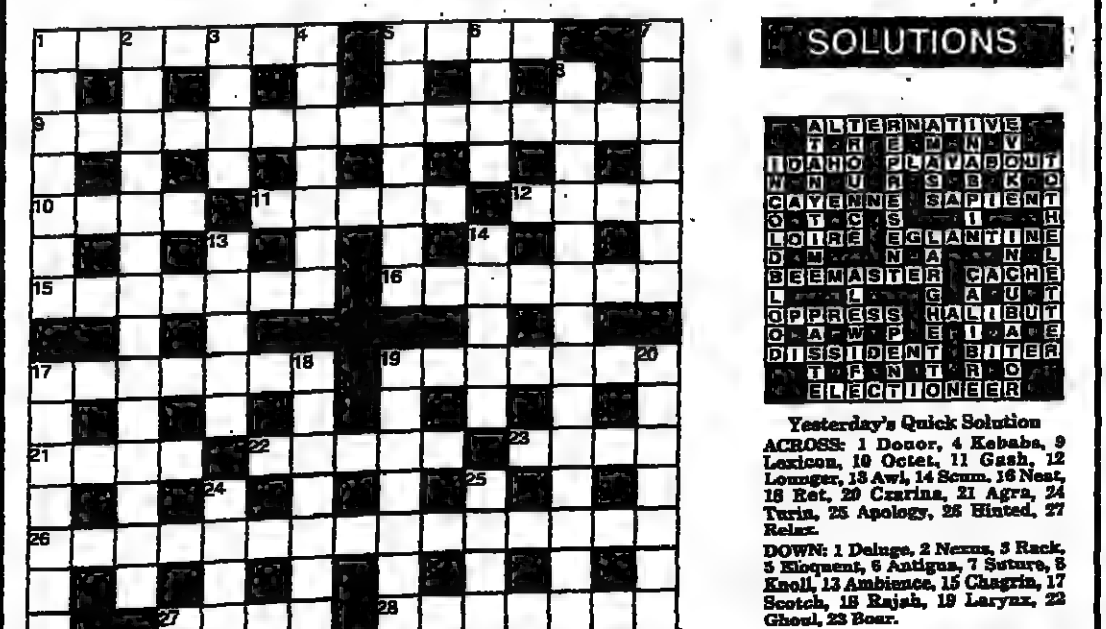 1 2 3 4 5 6 7
8
9
10 11 12
13 14
15 16
17 18 19 20
21 22 23
24 25
26
27 28
SOLUTIONS
ALTERNATIVE
T R E M N V
IDAHO PLAYABOUT
N N U R S B K O
CAYENNE SAPIENT
O T C S I H
LOIRE EGLANTINE
D M N A N L
BEEMASTER CACHE
L L G A U T
OPPRESS HALIBUT
O A W P E I A E
DISSIDENT BITER
T F N T R O
ELECTIONEER
Yesterday's Quick Solution
ACROSS: 1 Donor, 4 Kebabs, 9
Lexicon, 10 Octet, 11 Gash, 12
Lounger, 13 Awl, 14 Scum, 16 Neat,
18 Ret, 20 Czarina, 21 Agra, 24
Turin, 25 Apology, 26 Hinted, 27
Relax.
DOWN: 1 Deluge, 2 Nexus, 3 Rack,
5 Eloquent, 6 Antigua, 7 Suture, 8
Knoll, 13 Ambience, 15 Chagrin, 17
Scotch, 18 Rajah, 19 Larynx, 22
Ghoul, 23 Boar.